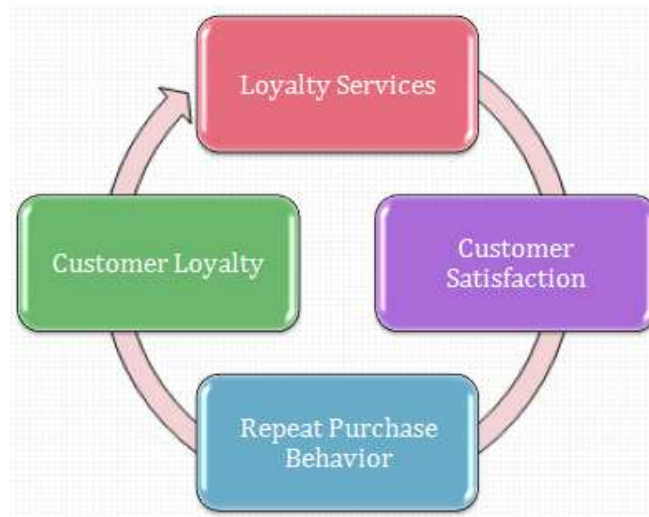 Loyalty Services
Customer
Satisfaction
Repeat Purchase
Behavior
Customer Loyalty